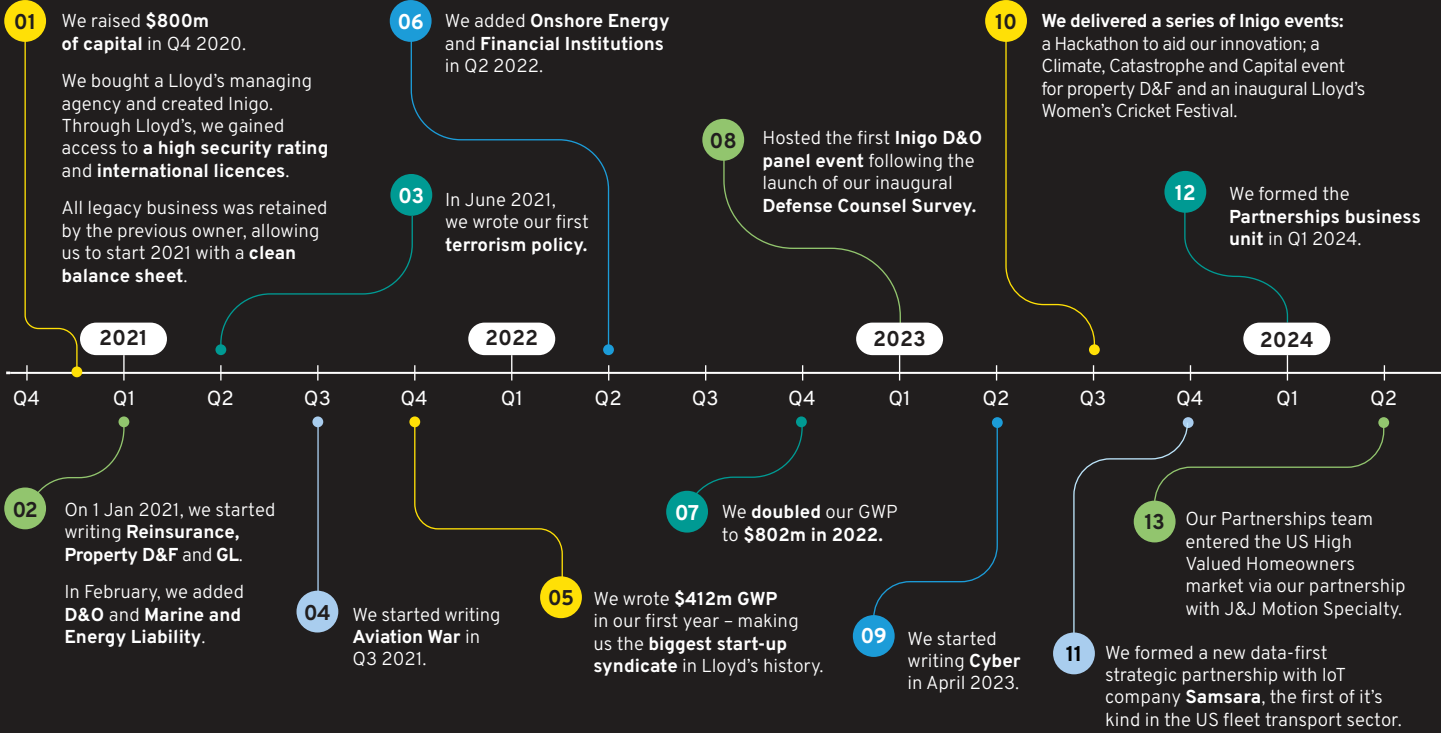 01
We raised $800m
of capital in Q4 2020.
We bought a Lloyd's managing
agency and created Inigo.
Through Lloyd's, we gained
access to a high security rating
and international licences.
All legacy business was retained
by the previous owner, allowing
us to start 2021 with a clean
balance sheet.
06
We added Onshore Energy
and Financial Institutions
in Q2 2022.
03
In June 2021,
we wrote our first
terrorism policy.
08
Hosted the first Inigo D&O
panel event following the
launch of our inaugural
Defense Counsel Survey.
10
We delivered a series of Inigo events:
a Hackathon to aid our innovation; a
Climate, Catastrophe and Capital event
for property D&F and an inaugural Lloyd's
Women's Cricket Festival.
12
We formed the
Partnerships business
unit in Q1 2024.
2021
2022
2023
2024
Q4
Q1
Q2
Q3
Q4
Q1
Q2
Q3
Q4
Q1
Q2
Q3
Q4
Q1
Q2
02
On 1 Jan 2021, we started
writing Reinsurance,
Property D&F and GL.
In February, we added
D&O and Marine and
Energy Liability.
04
We started writing
Aviation War in
Q3 2021.
05
We wrote $412m GWP
in our first year – making
us the biggest start-up
syndicate in Lloyd's history.
07
We doubled our GWP
to $802m in 2022.
09
We started
writing Cyber
in April 2023.
13
Our Partnerships team
entered the US High
Valued Homeowners
market via our partnership
with J&J Motion Specialty.
11
We formed a new data-first
strategic partnership with IoT
company Samsara, the first of it's
kind in the US fleet transport sector.